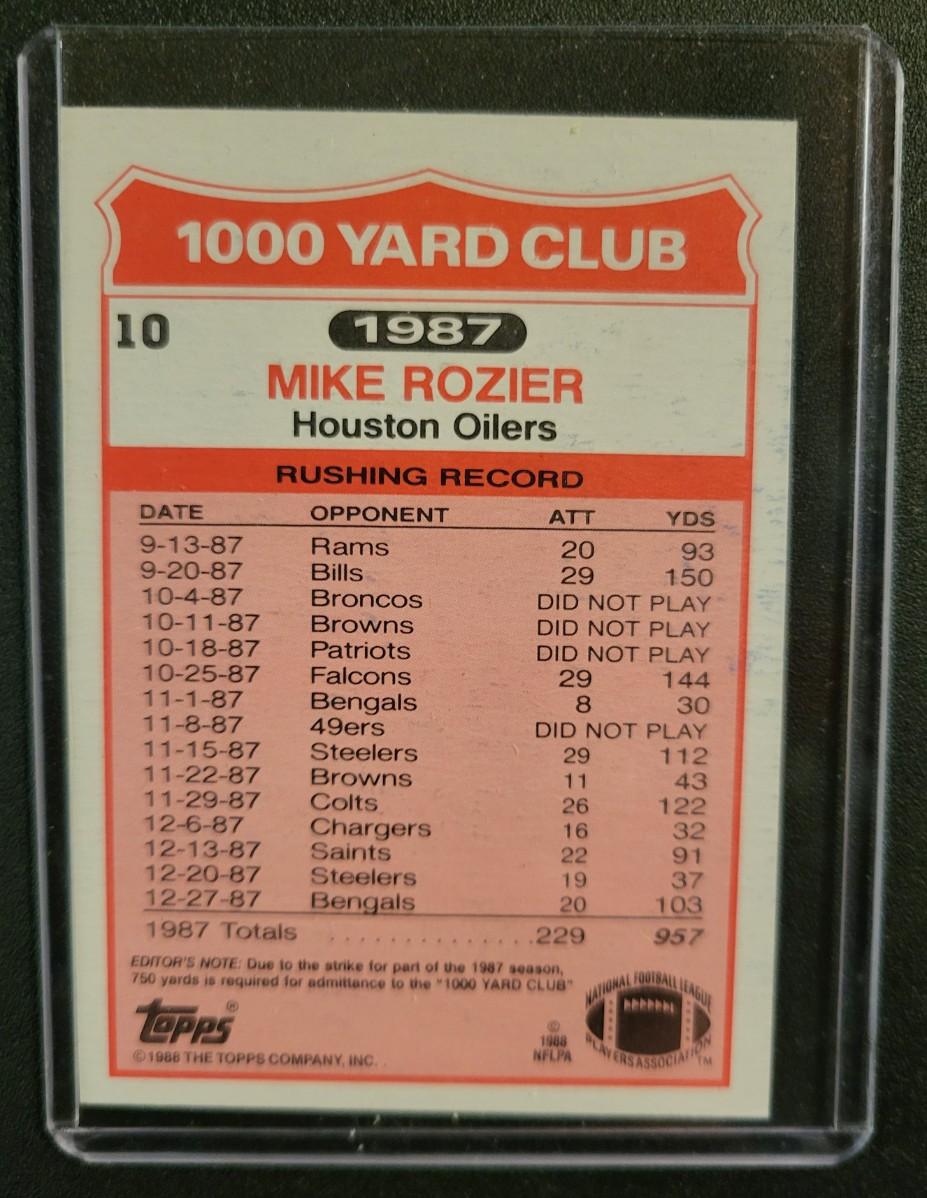 1000 YARD CLUB
10 1987
MIKE ROZIER
Houston Oilers
RUSHING RECORD
DATE OPPONENT ATT YDS
9-13-87 Rams 20 93
9-20-87 Bills 29 150
10-4-87 Broncos DID NOT PLAY
10-11-87 Browns DID NOT PLAY
10-18-87 Patriots DID NOT PLAY
10-25-87 Falcons 29 144
11-1-87 Bengals 8 30
11-8-87 49ers DID NOT PLAY
11-15-87 Steelers 29 112
11-22-87 Browns 11 43
11-29-87 Colts 26 122
12-6-87 Chargers 16 32
12-13-87 Saints 22 91
12-20-87 Steelers 19 37
12-27-87 Bengals 20 103
1987 Totals ..............229 957
EDITOR'S NOTE: Due to the strike for part of the 1987 season,
750 yards is required for admittance to the "1000 YARD CLUB"
topps®
© 1988 THE TOPPS COMPANY, INC.
©
1988
NFLPA
NATIONAL FOOTBALL LEAGUE
PLAYERS ASSOCIATION
™